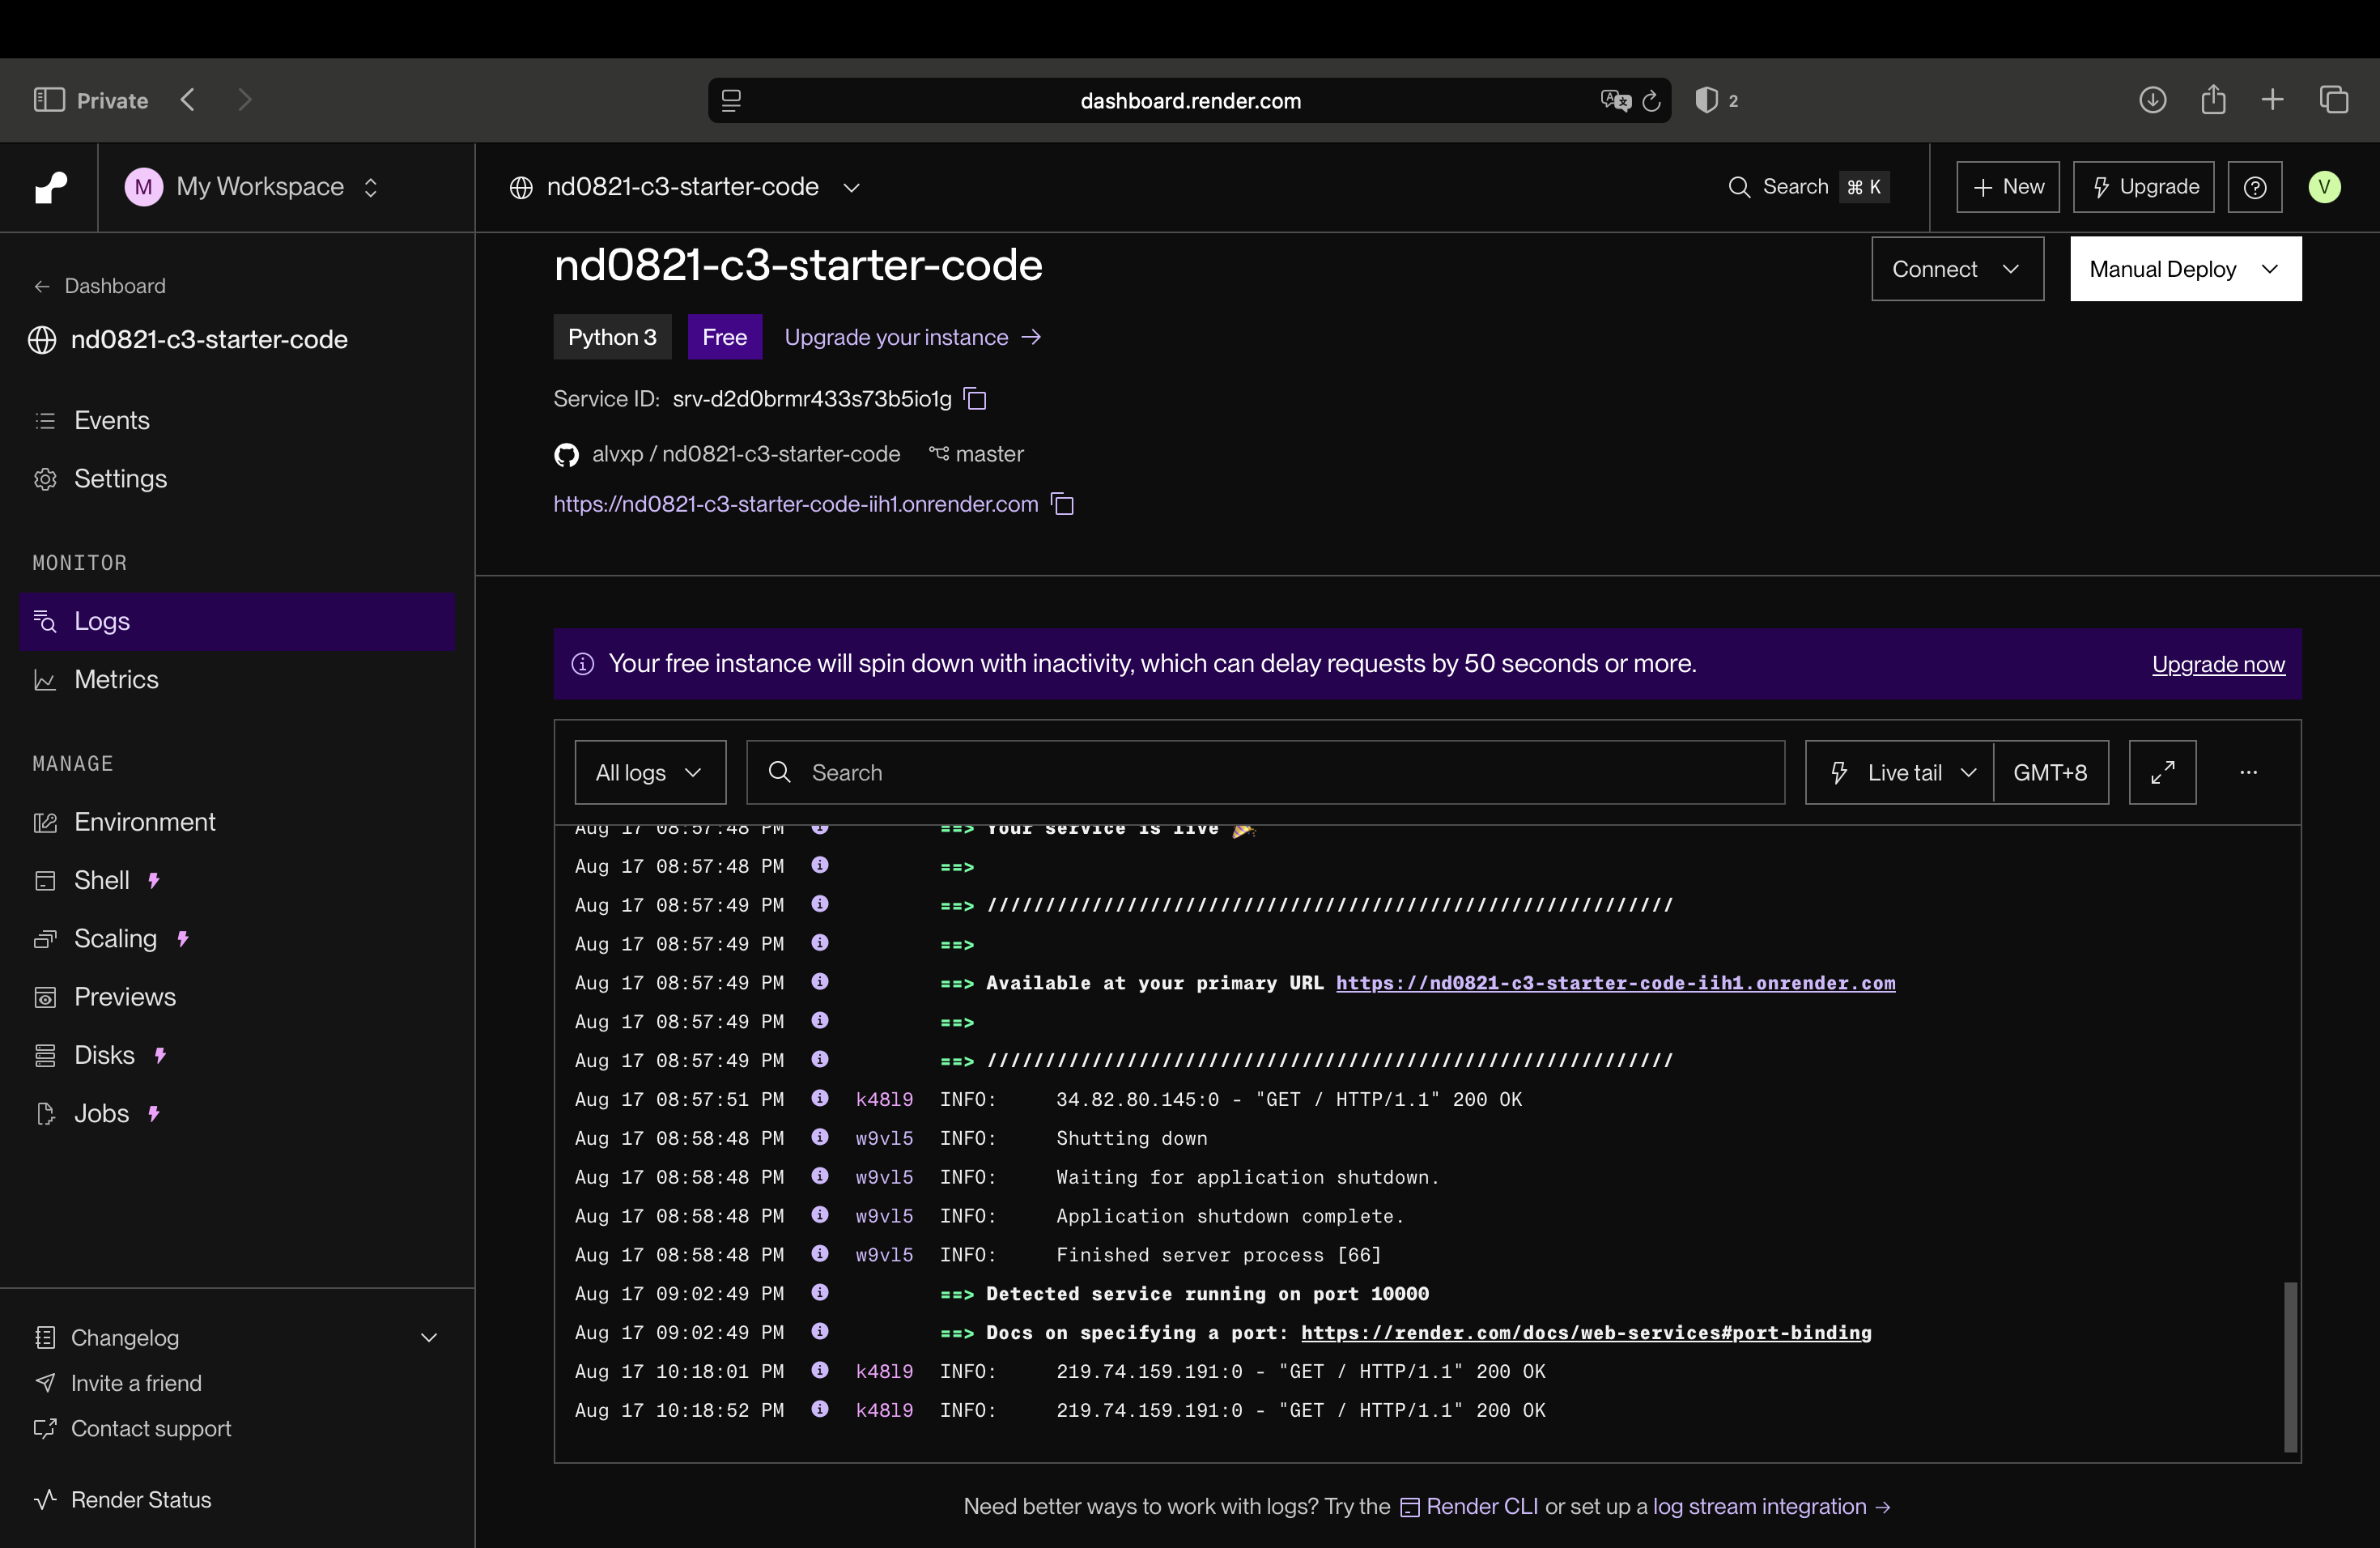 Private
dashboard.render.com
2
M My Workspace
nd0821-c3-starter-code
Search ⌘ K
+ New
Upgrade
V
← Dashboard
nd0821-c3-starter-code
Events
Settings
MONITOR
Logs
Metrics
MANAGE
Environment
Shell
Scaling
Previews
Disks
Jobs
Changelog
Invite a friend
Contact support
Render Status
nd0821-c3-starter-code
Connect
Manual Deploy
Python 3 Free Upgrade your instance →
Service ID: srv-d2d0brmr433s73b5io1g
alvxp / nd0821-c3-starter-code master
https://nd0821-c3-starter-code-iih1.onrender.com
Your free instance will spin down with inactivity, which can delay requests by 50 seconds or more. Upgrade now
All logs Search Live tail GMT+8 ...
Aug 17 08:57:48 PM ==> Your service is live 🎉
Aug 17 08:57:48 PM ==>
Aug 17 08:57:49 PM ==> ///////////////////////////////////////////////////////////
Aug 17 08:57:49 PM ==>
Aug 17 08:57:49 PM ==> Available at your primary URL https://nd0821-c3-starter-code-iih1.onrender.com
Aug 17 08:57:49 PM ==>
Aug 17 08:57:49 PM ==> ///////////////////////////////////////////////////////////
Aug 17 08:57:51 PM k48l9 INFO: 34.82.80.145:0 - "GET / HTTP/1.1" 200 OK
Aug 17 08:58:48 PM w9vl5 INFO: Shutting down
Aug 17 08:58:48 PM w9vl5 INFO: Waiting for application shutdown.
Aug 17 08:58:48 PM w9vl5 INFO: Application shutdown complete.
Aug 17 08:58:48 PM w9vl5 INFO: Finished server process [66]
Aug 17 09:02:49 PM ==> Detected service running on port 10000
Aug 17 09:02:49 PM ==> Docs on specifying a port: https://render.com/docs/web-services#port-binding
Aug 17 10:18:01 PM k48l9 INFO: 219.74.159.191:0 - "GET / HTTP/1.1" 200 OK
Aug 17 10:18:52 PM k48l9 INFO: 219.74.159.191:0 - "GET / HTTP/1.1" 200 OK
Need better ways to work with logs? Try the Render CLI or set up a log stream integration →